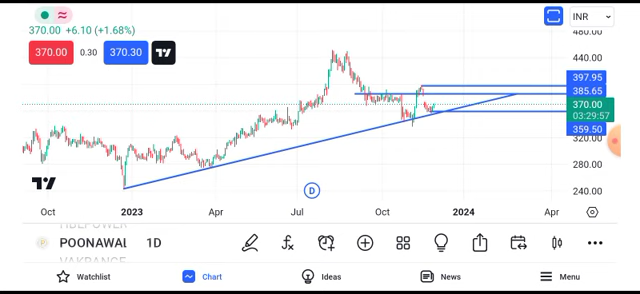 INR
480.00
370.00 +6.10 (+1.68%)
370.00 0.30 370.30
440.00
397.95
385.65
370.00
03:29:57
359.50
320.00
280.00
240.00
D
Oct 2023 Apr Jul Oct 2024 Apr
POONAWAL 1D
Watchlist Chart Ideas News Menu